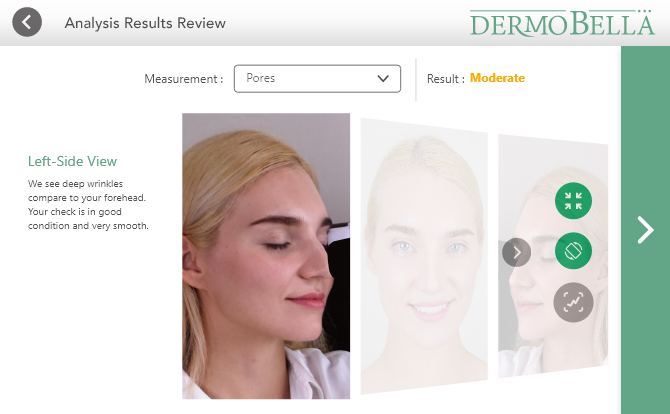 Analysis Results Review
DERMOBELLA
Measurement : Pores Result : Moderate
Left-Side View
We see deep wrinkles
compare to your forehead.
Your check is in good
condition and very smooth.